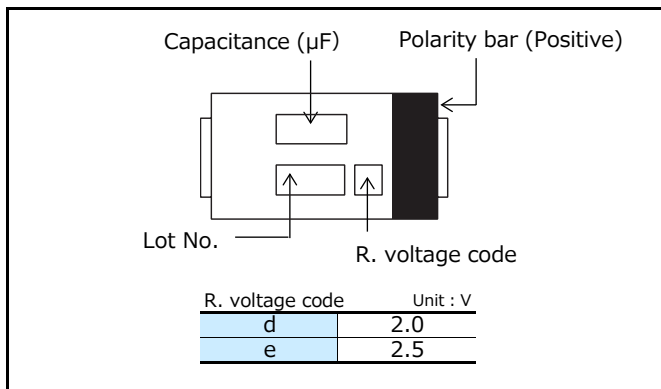 Capacitance (µF) Polarity bar (Positive)
Lot No.
R. voltage code
R. voltage code Unit : V
d 2.0
e 2.5